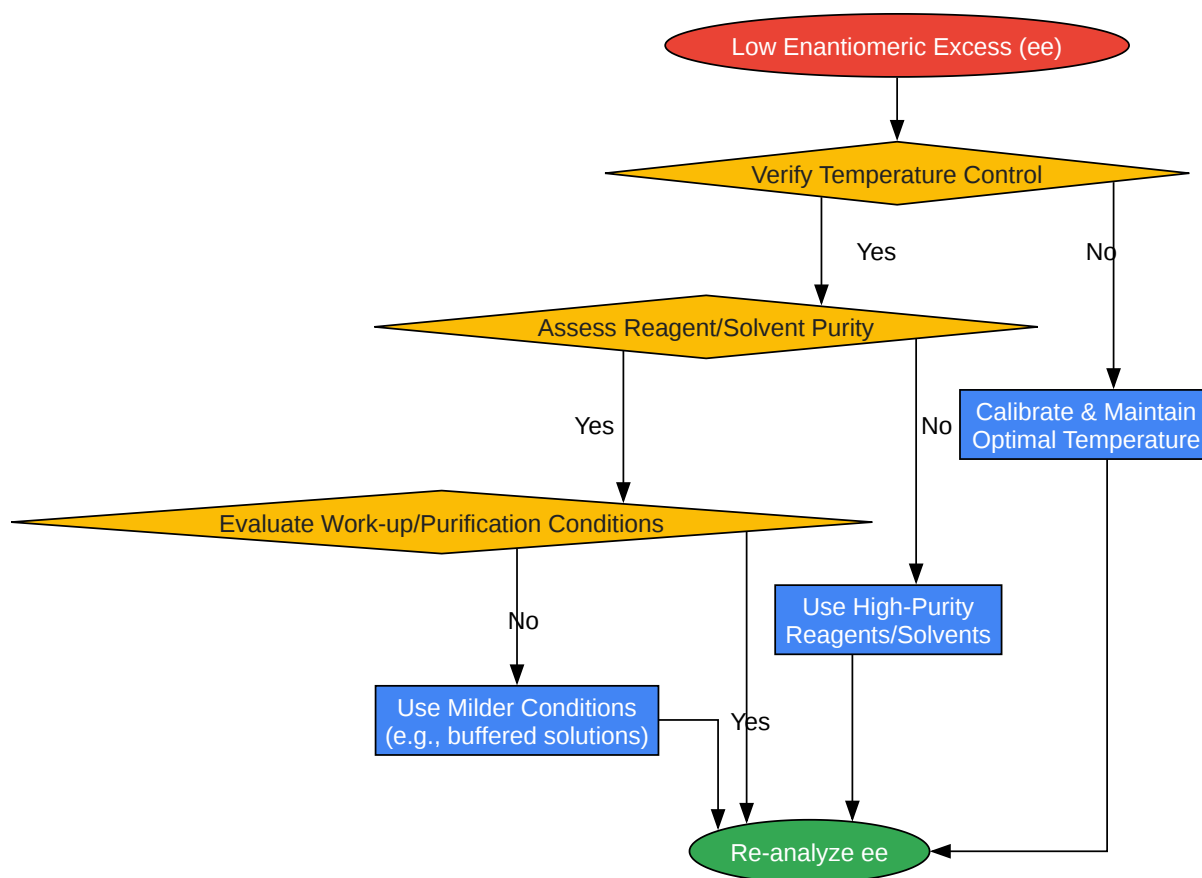 Low Enantiomeric Excess (ee)
Verify Temperature Control
Yes
No
Assess Reagent/Solvent Purity
Calibrate & Maintain
Optimal Temperature
Yes
No
Evaluate Work-up/Purification Conditions
Use High-Purity
Reagents/Solvents
No
Use Milder Conditions
(e.g., buffered solutions)
Yes
Re-analyze ee